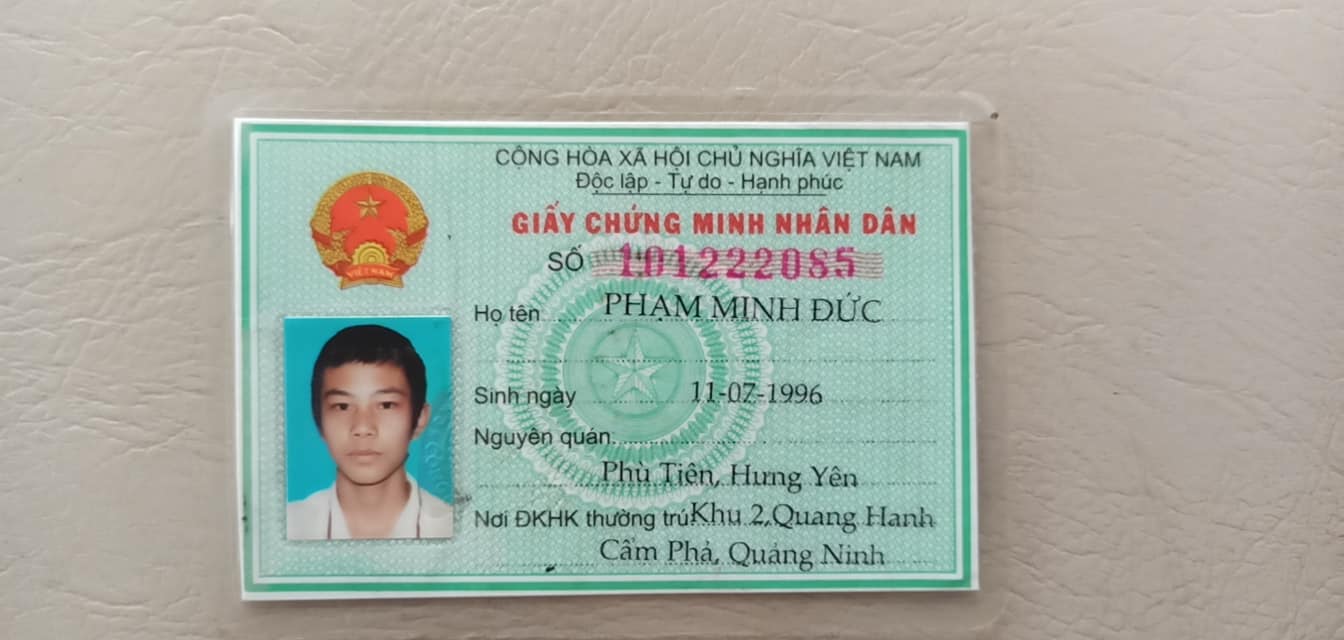 CỘNG HÒA XÃ HỘI CHỦ NGHĨA VIỆT NAM
Độc lập - Tự do - Hạnh phúc
GIẤY CHỨNG MINH NHÂN DÂN
SỐ 101222085
VIỆT NAM
Họ tên PHẠM MINH ĐỨC
Sinh ngày 11-07-1996
Nguyên quán
Phù Tiên, Hưng Yên
Nơi ĐKHK thường trú Khu 2, Quang Hanh
Cẩm Phả, Quảng Ninh